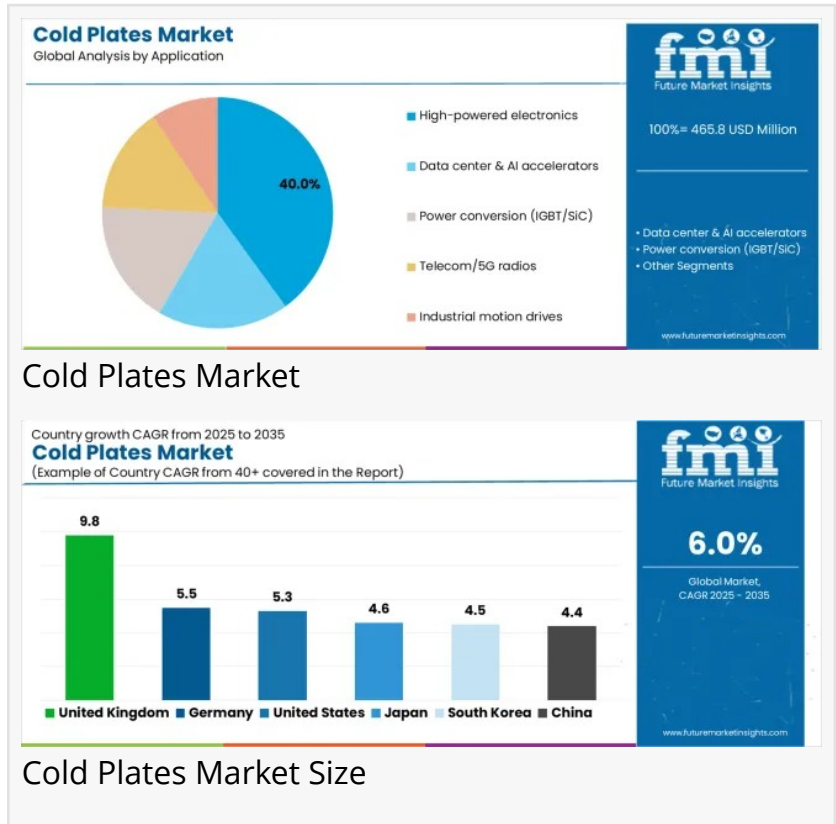 Cold Plates Market
Global Analysis by Application
40.0%
High-powered electronics
Data center & AI accelerators
Power conversion (IGBT/SiC)
Telecom/5G radios
Industrial motion drives
fmi
Future Market Insights
100%= 465.8 USD Million
• Data center & AI accelerators
• Power conversion (IGBT/SiC)
• Other Segments
www.futuremarketinsights.com
Cold Plates Market
Country growth CAGR from 2025 to 2035
Cold Plates Market
(Example of Country CAGR from 40+ covered in the Report)
9.8
5.5
5.3
4.6
4.5
4.4
United Kingdom Germany United States Japan South Korea China
fmi
Future Market Insights
6.0%
Global Market,
CAGR 2025 - 2035
www.futuremarketinsights.com
Cold Plates Market Size